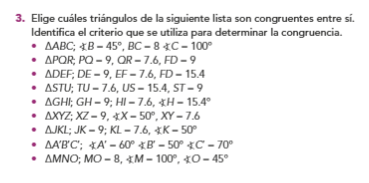 3. Elige cuáles triángulos de la siguiente lista son congruentes entre sí.
Identifica el criterio que se utiliza para determinar la congruencia.
• ΔABC; ∢B = 45°, BC = 8 ∢C = 100°
• ΔPQR; PQ = 9, QR = 7.6, FD = 9
• ΔDEF; DE = 9, EF = 7.6, FD = 15.4
• ΔSTU; TU = 7.6, US = 15.4, ST = 9
• ΔGHI; GH = 9; HI = 7.6, ∢H = 15.4°
• ΔXYZ; XZ = 9, ∢X = 50°, XY = 7.6
• ΔJKL; JK = 9; KL = 7.6, ∢K = 50°
• ΔA'B'C'; ∢A' = 60° ∢B' = 50° ∢C' = 70°
• ΔMNO; MO = 8, ∢M = 100°, ∢O = 45°